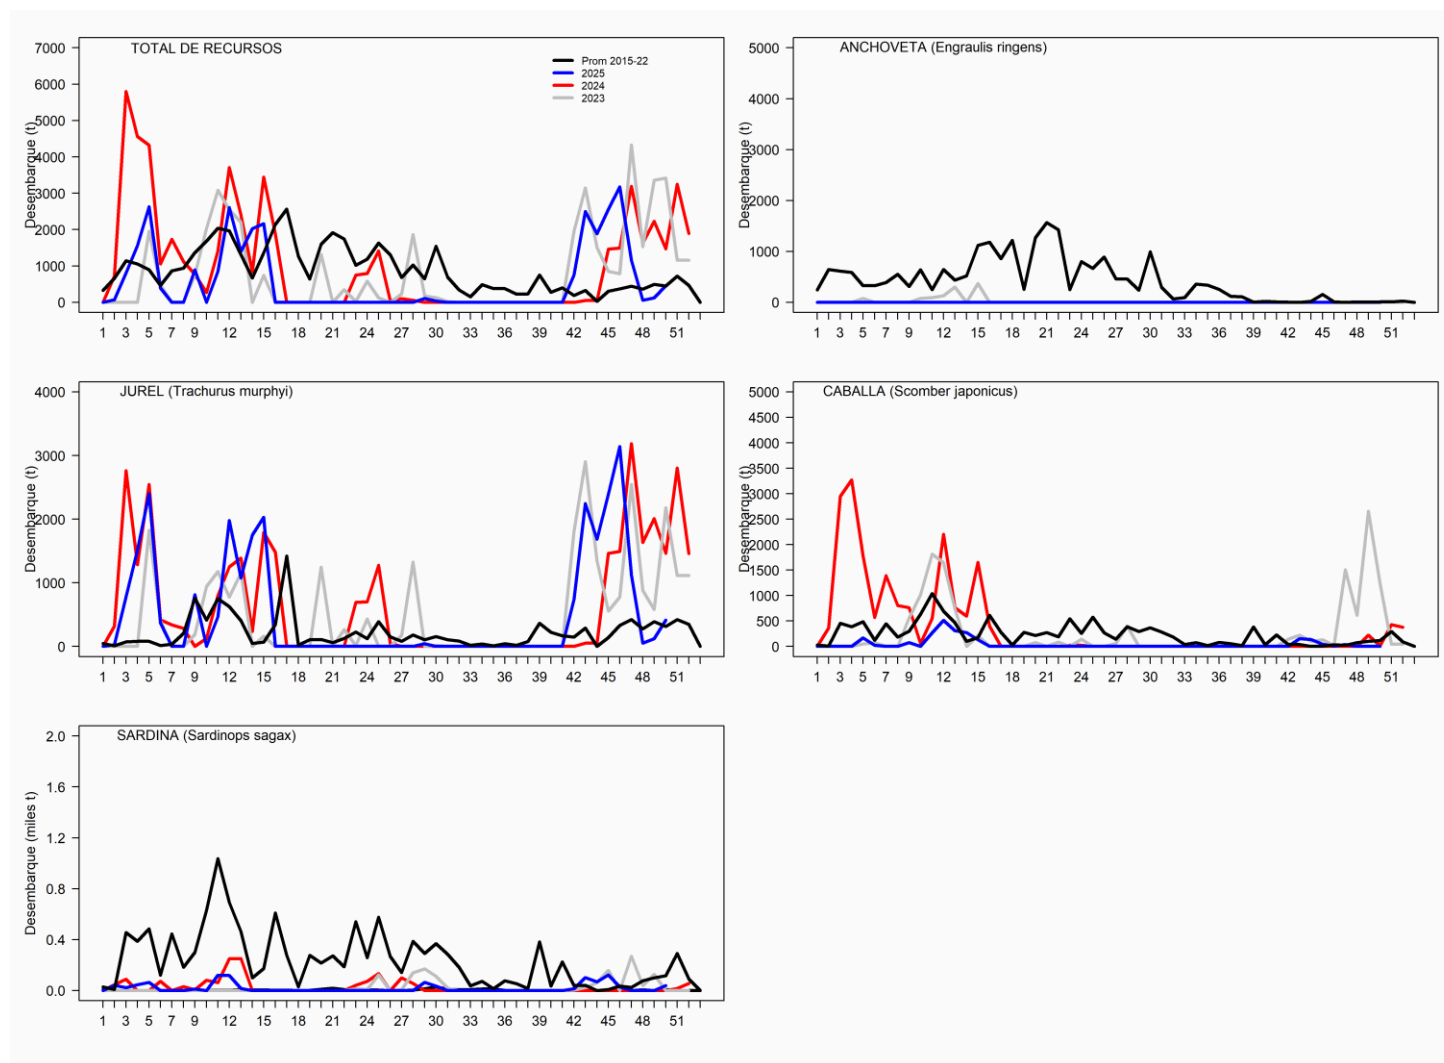 TOTAL DE RECURSOS
Desembarque (t)
7000
6000
5000
4000
3000
2000
1000
0
Prom 2015-22
2025
2024
2023
1 3 5 7 9 12 15 18 21 24 27 30 33 36 39 42 45 48 51
ANCHOVETA (Engraulis ringens)
Desembarque (t)
5000
4000
3000
2000
1000
0
1 3 5 7 9 12 15 18 21 24 27 30 33 36 39 42 45 48 51
JUREL (Trachurus murphyi)
Desembarque (t)
4000
3000
2000
1000
0
1 3 5 7 9 12 15 18 21 24 27 30 33 36 39 42 45 48 51
CABALLA (Scomber japonicus)
Desembarque (t)
5000
4500
4000
3500
3000
2500
2000
1500
1000
500
0
1 3 5 7 9 12 15 18 21 24 27 30 33 36 39 42 45 48 51
SARDINA (Sardinops sagax)
Desembarque (miles t)
2.0
1.6
1.2
0.8
0.4
0.0
1 3 5 7 9 12 15 18 21 24 27 30 33 36 39 42 45 48 51